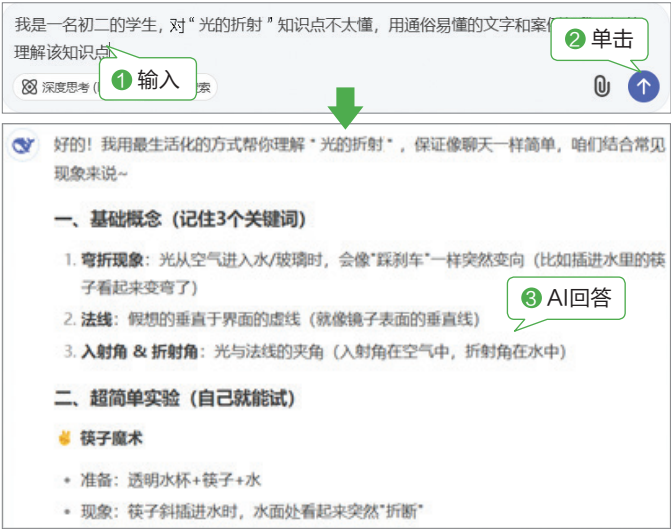 我是一名初二的学生，对“光的折射”知识点不太懂，用通俗易懂的文字和案
理解该知识点
❶ 输入
❷ 单击
深度思考
索
好的！我用最生活化的方式帮你理解“光的折射”，保证像聊天一样简单，咱们结合常见
现象来说~
一、基础概念（记住3个关键词）
1. 弯折现象：光从空气进入水/玻璃时，会像"踩刹车"一样突然变向（比如插进水里的筷
子看起来变弯了）
❸ AI回答
2. 法线：假想的垂直于界面的虚线（就像镜子表面的垂直线）
3. 入射角 & 折射角：光与法线的夹角（入射角在空气中，折射角在水中）
二、超简单实验（自己就能试）
✌ 筷子魔术
• 准备：透明水杯+筷子+水
• 现象：筷子斜插进水时，水面处看起来突然"折断"